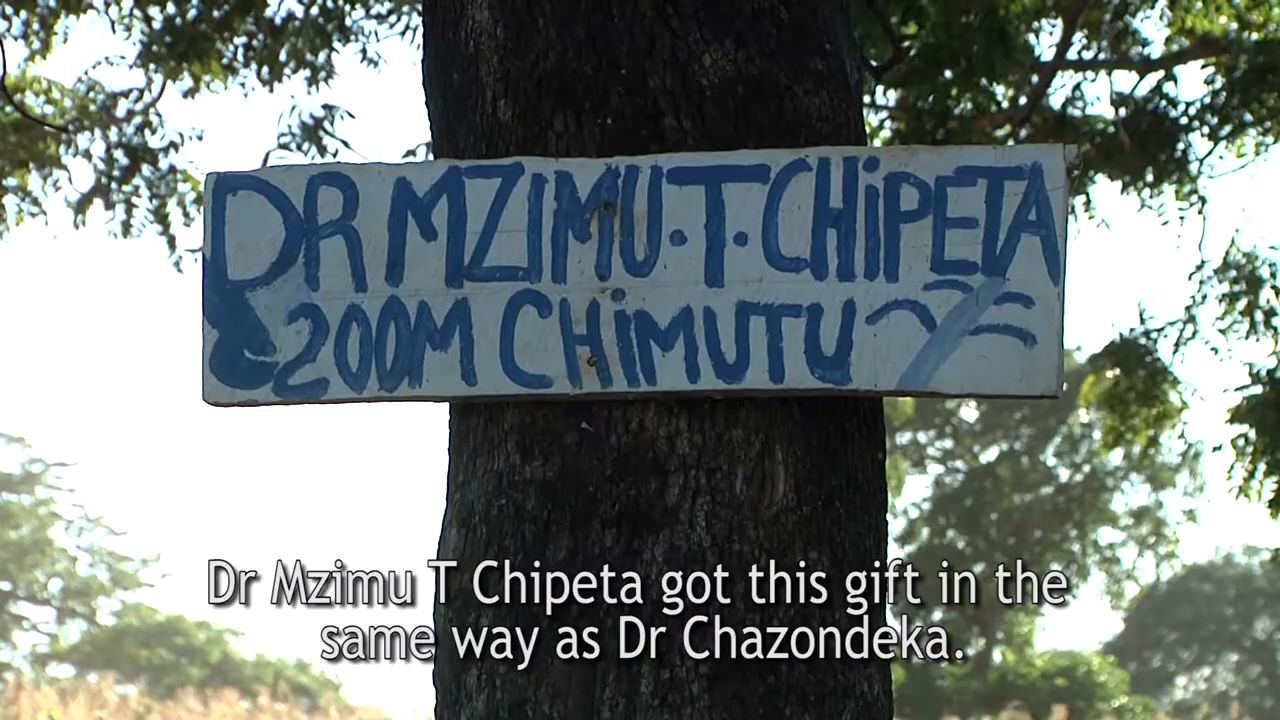 DR MZIMU·T·CHiPETA
200M CHiMUTU
Dr Mzimu T Chipeta got this gift in the
same way as Dr Chazondeka.